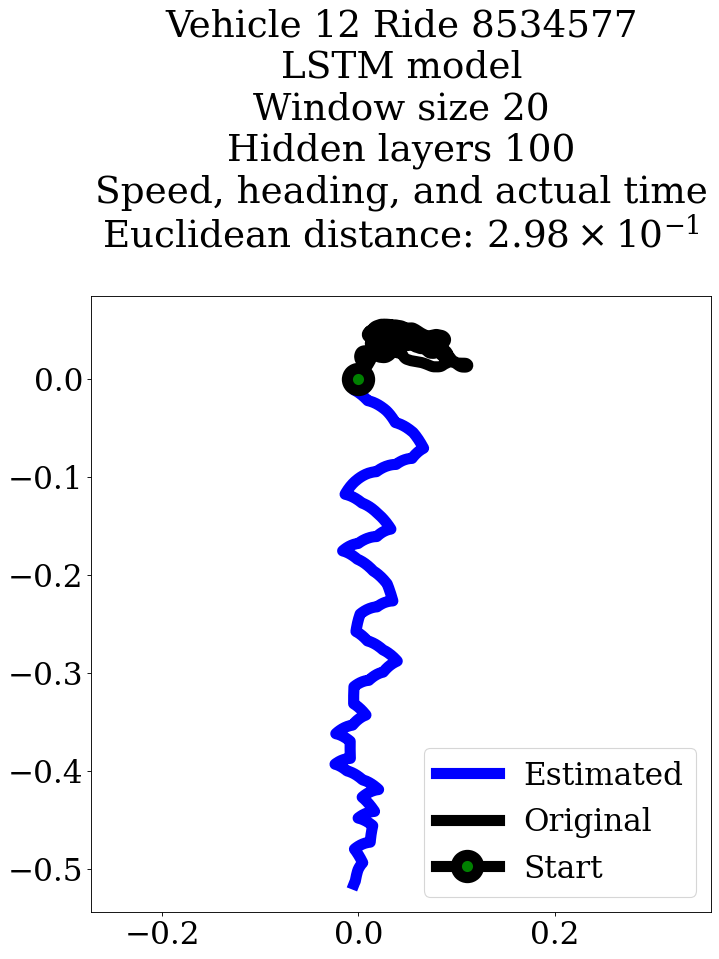 Vehicle 12 Ride 8534577
LSTM model
Window size 20
Hidden layers 100
Speed, heading, and actual time
Euclidean distance: 2.98 × 10⁻¹
0.0
−0.1
−0.2
−0.3
−0.4
−0.5
Estimated
Original
Start
−0.2 0.0 0.2